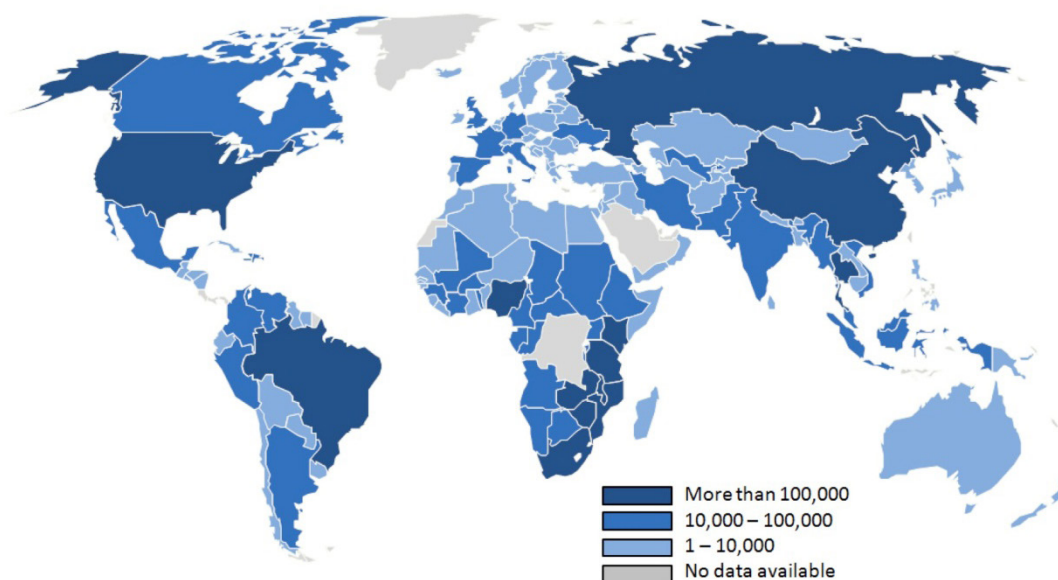 More than 100,000
10,000 – 100,000
1 – 10,000
No data available